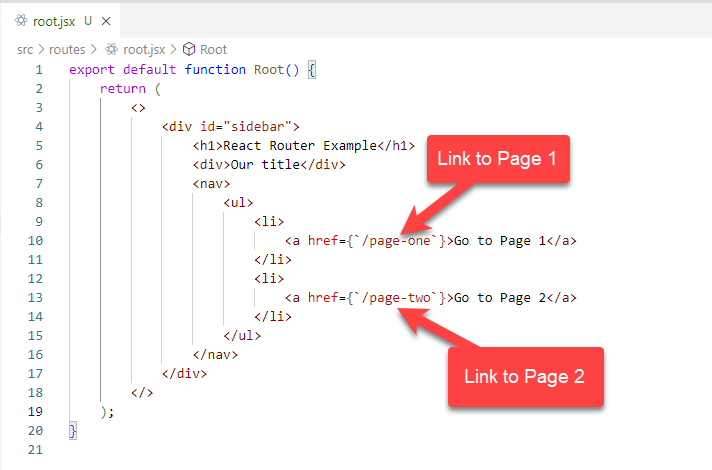 root.jsx U ×
src > routes > root.jsx > Root
1 export default function Root() {
2     return (
3         <>
4             <div id="sidebar">
5                 <h1>React Router Example</h1>
6                 <div>Our title</div>
7                 <nav>
8                     <ul>
9                         <li>
10                             <a href={`/page-one`}>Go to Page 1</a>
11                         </li>
12                         <li>
13                             <a href={`/page-two`}>Go to Page 2</a>
14                         </li>
15                     </ul>
16                 </nav>
17             </div>
18         </>
19     );
20 }
21
Link to Page 1
Link to Page 2